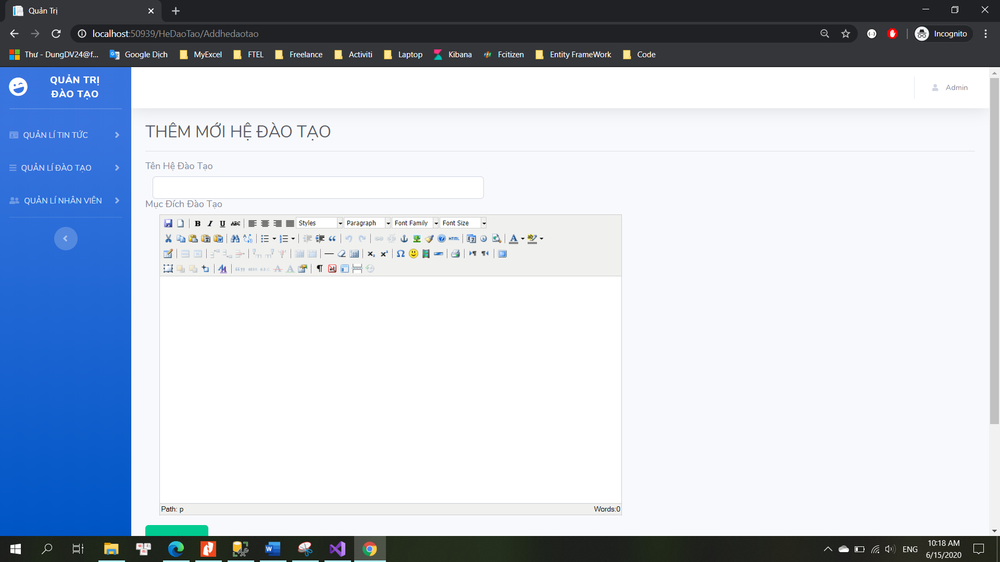 Quản Trị
localhost:50939/HeDaoTao/Addhedaotao
Incognito
Thư - DungDV24@f...
Google Dịch
MyExcel
FTEL
Freelance
Activiti
Laptop
Kibana
Fcitizen
Entity FrameWork
Code
QUẢN TRỊ
ĐÀO TẠO
Admin
QUẢN LÍ TIN TỨC
QUẢN LÍ ĐÀO TẠO
QUẢN LÍ NHÂN VIÊN
THÊM MỚI HỆ ĐÀO TẠO
Tên Hệ Đào Tạo
Mục Đích Đào Tạo
B I U ABC Styles Paragraph Font Family Font Size
HTML
Path: p
Words:0
ENG
10:18 AM
6/15/2020